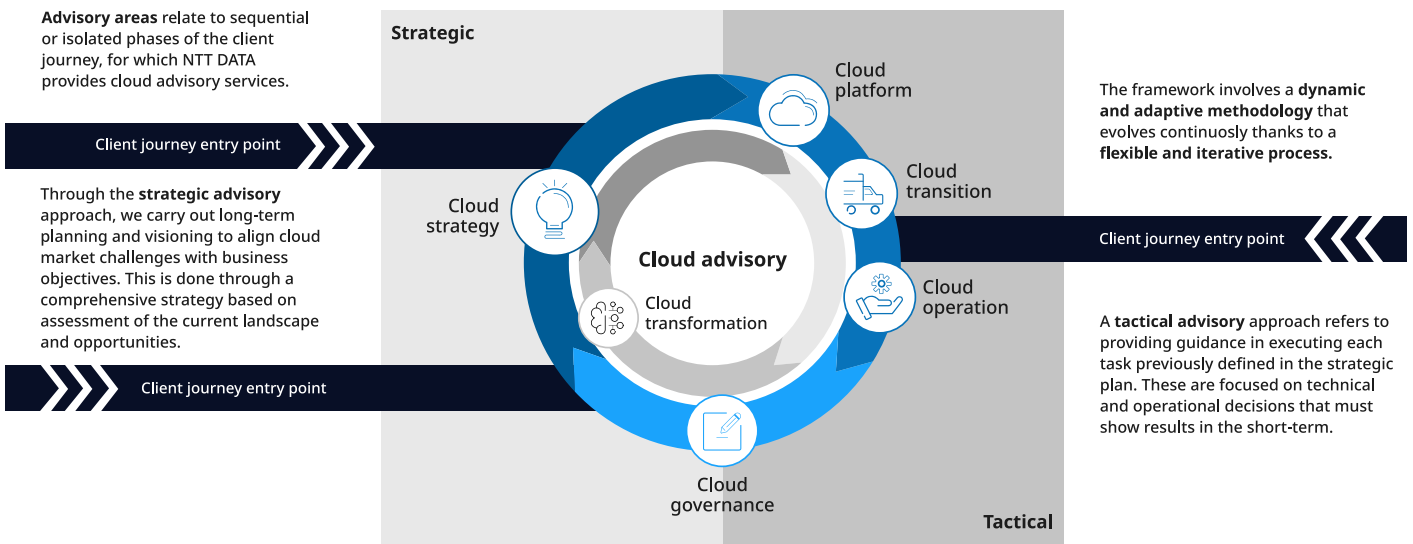 Advisory areas relate to sequential
or isolated phases of the client
journey, for which NTT DATA
provides cloud advisory services.
Client journey entry point
Through the strategic advisory
approach, we carry out long-term
planning and visioning to align cloud
market challenges with business
objectives. This is done through a
comprehensive strategy based on
assessment of the current landscape
and opportunities.
Client journey entry point
Strategic
Cloud
platform
Cloud
transition
Cloud
strategy
Cloud advisory
Cloud
operation
Cloud
transformation
Cloud
governance
Tactical
The framework involves a dynamic
and adaptive methodology that
evolves continuosly thanks to a
flexible and iterative process.
Client journey entry point
A tactical advisory approach refers to
providing guidance in executing each
task previously defined in the strategic
plan. These are focused on technical
and operational decisions that must
show results in the short-term.